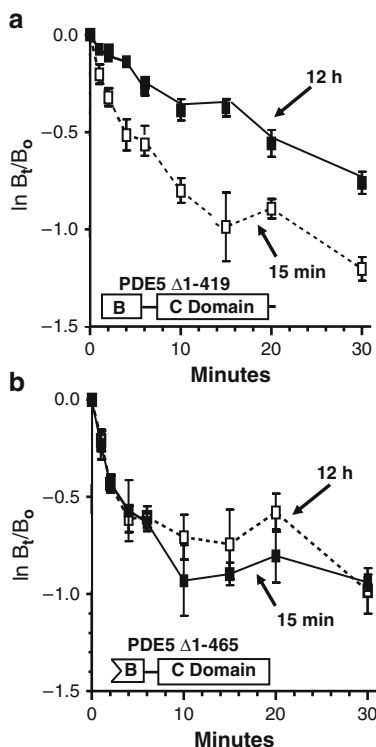 a
0.0
12 h
−0.5
ln Bt/Bo
−1.0
15 min
PDE5 Δ1-419
B
C Domain
−1.5
0 10 20 30
Minutes
b
0.0
12 h
−0.5
ln Bt/Bo
−1.0
15 min
PDE5 Δ1-465
B
C Domain
−1.5
0 10 20 30
Minutes